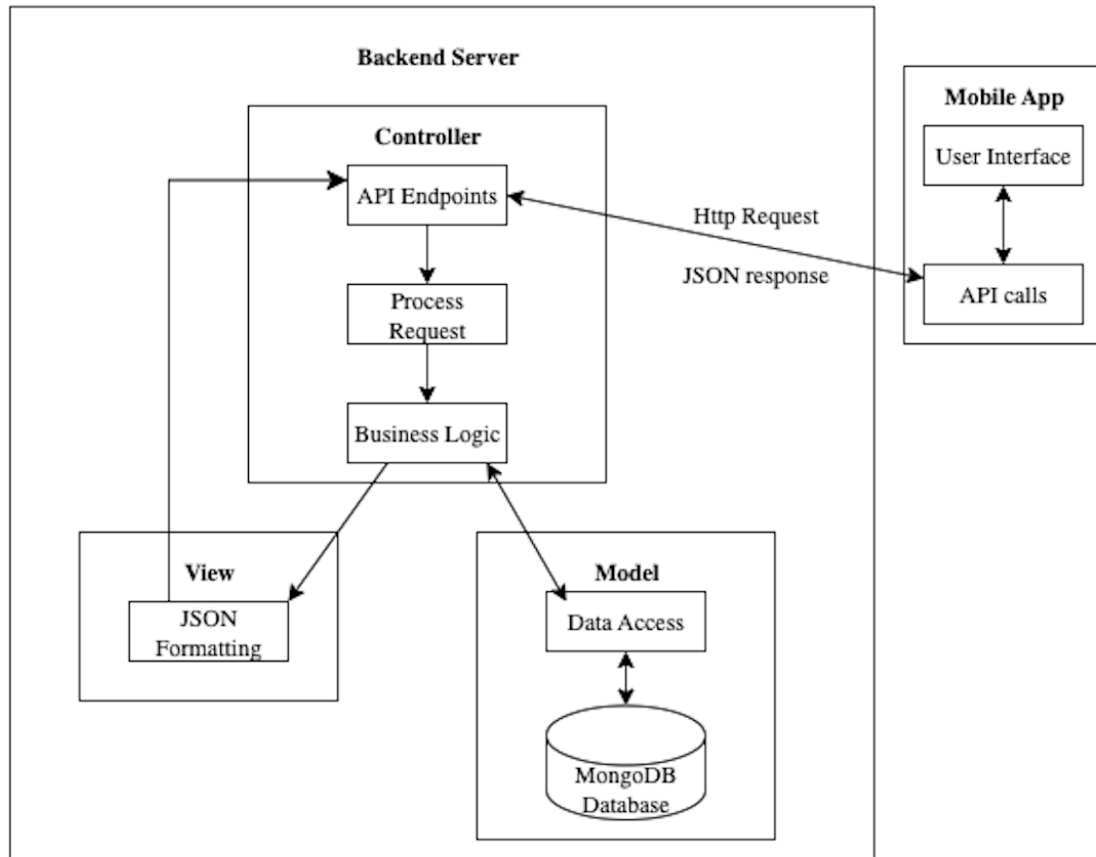 Backend Server
Mobile App
Controller
User Interface
API Endpoints
Http Request
JSON response
API calls
Process
Request
Business Logic
View
JSON
Formatting
Model
Data Access
MongoDB
Database